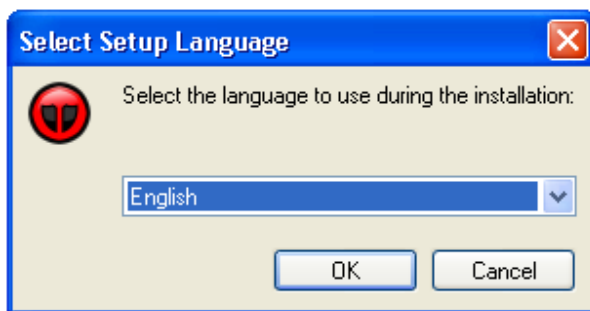 Select Setup Language
Select the language to use during the installation:
English
OK
Cancel